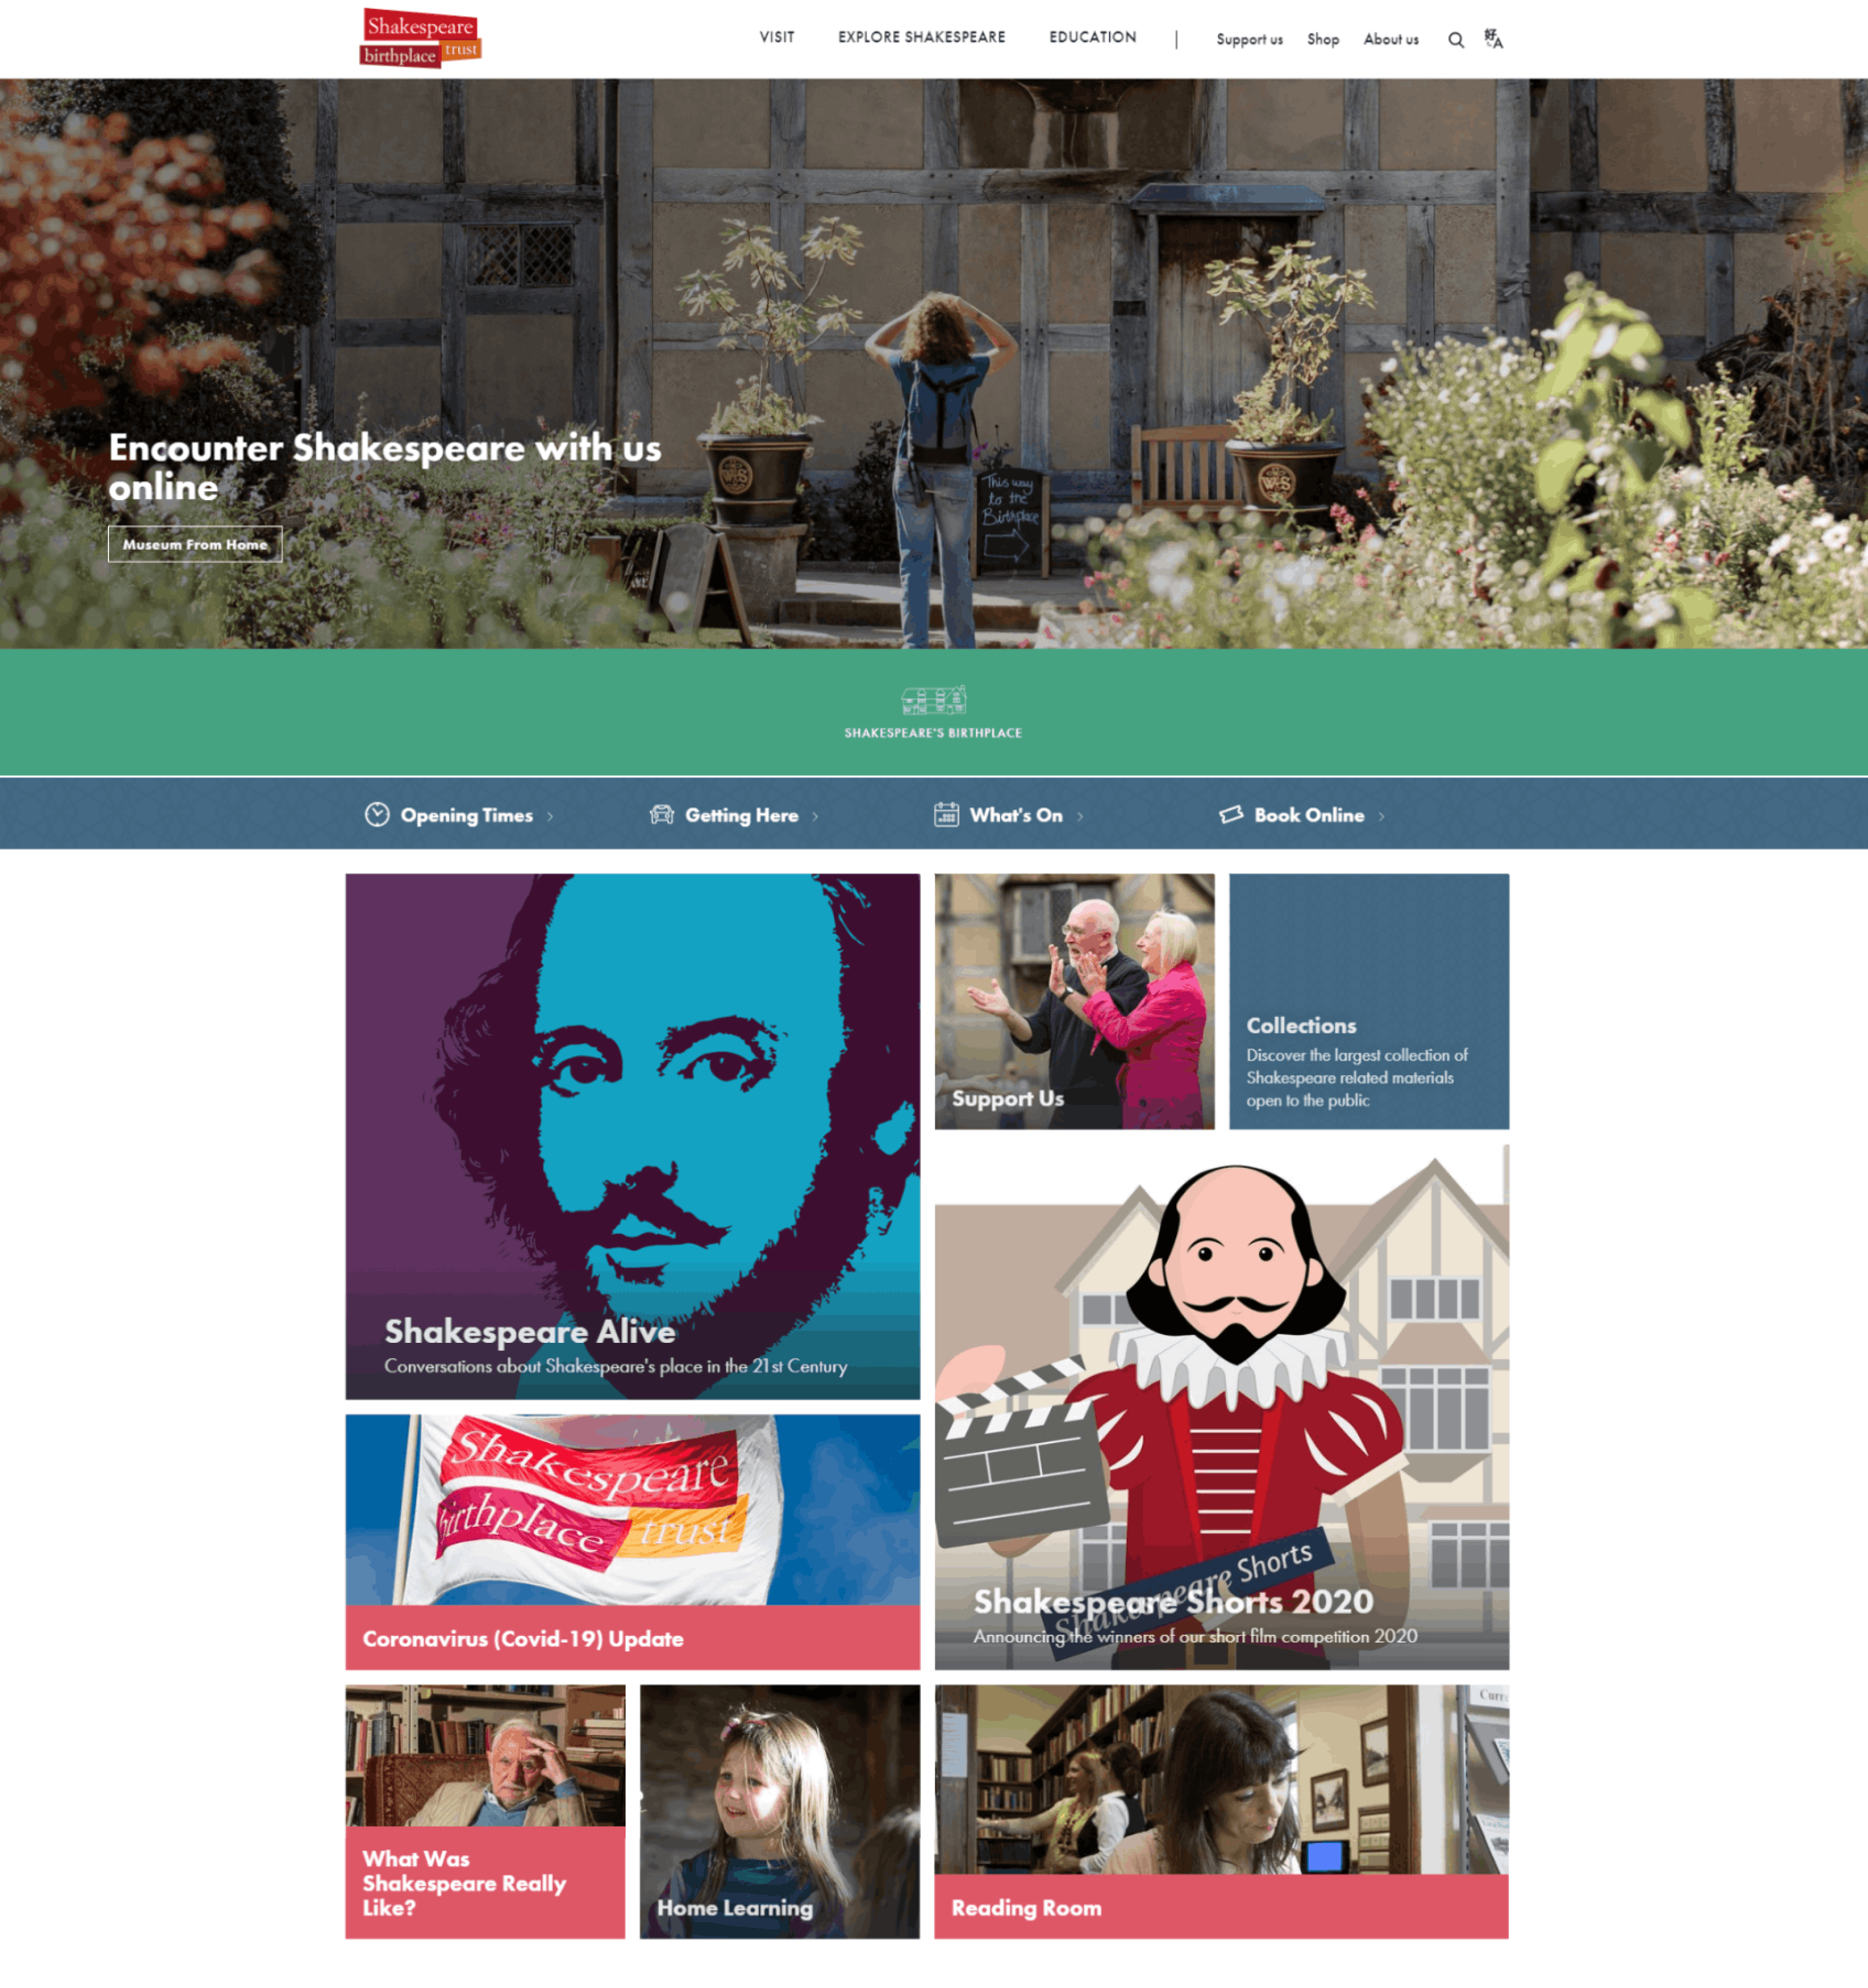 Shakespeare
birthplace trust
VISIT
EXPLORE SHAKESPEARE
EDUCATION
Support us
Shop
About us
Encounter Shakespeare with us
online
Museum From Home
This way
to the
Birthplace
SHAKESPEARE'S BIRTHPLACE
Opening Times
Getting Here
What's On
Book Online
Shakespeare Alive
Conversations about Shakespeare's place in the 21st Century
Support Us
Collections
Discover the largest collection of
Shakespeare related materials
open to the public
Shakespeare
birthplace trust
Coronavirus (Covid-19) Update
Shakespeare Shorts
Shakespeare Shorts 2020
Announcing the winners of our short film competition 2020
What Was
Shakespeare Really
Like?
Home Learning
Reading Room